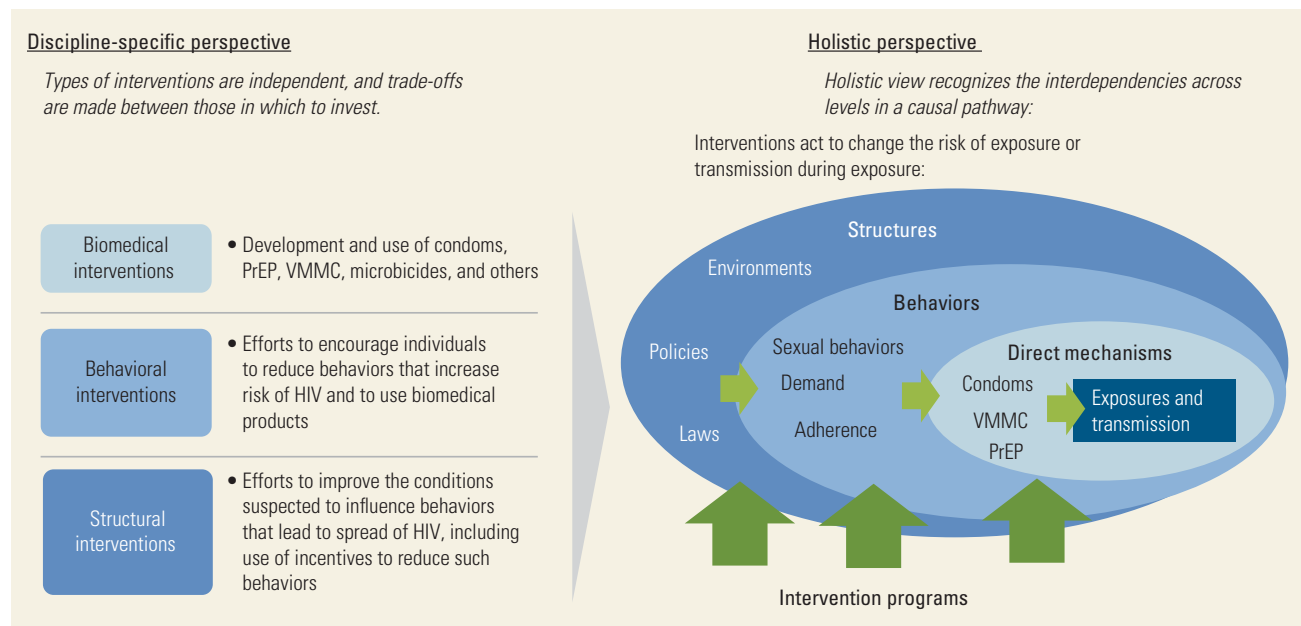 Discipline-specific perspective
Types of interventions are independent, and trade-offs
are made between those in which to invest.
Biomedical
interventions
• Development and use of condoms,
PrEP, VMMC, microbicides, and others
Behavioral
interventions
• Efforts to encourage individuals
to reduce behaviors that increase
risk of HIV and to use biomedical
products
Structural
interventions
• Efforts to improve the conditions
suspected to influence behaviors
that lead to spread of HIV, including
use of incentives to reduce such
behaviors
Holistic perspective
Holistic view recognizes the interdependencies across
levels in a causal pathway:
Interventions act to change the risk of exposure or
transmission during exposure:
Structures
Environments
Policies
Laws
Behaviors
Sexual behaviors
Demand
Adherence
Direct mechanisms
Condoms
VMMC
PrEP
Exposures and
transmission
Intervention programs